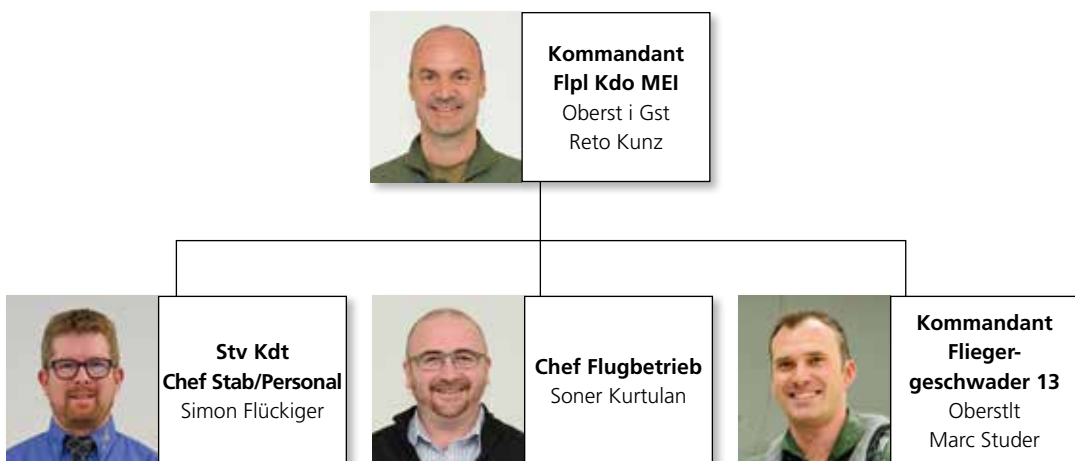 Kommandant
Flpl Kdo MEI
Oberst i Gst
Reto Kunz
Stv Kdt
Chef Stab/Personal
Simon Flückiger
Chef Flugbetrieb
Soner Kurtulan
Kommandant
Flieger-
geschwader 13
Oberstlt
Marc Studer